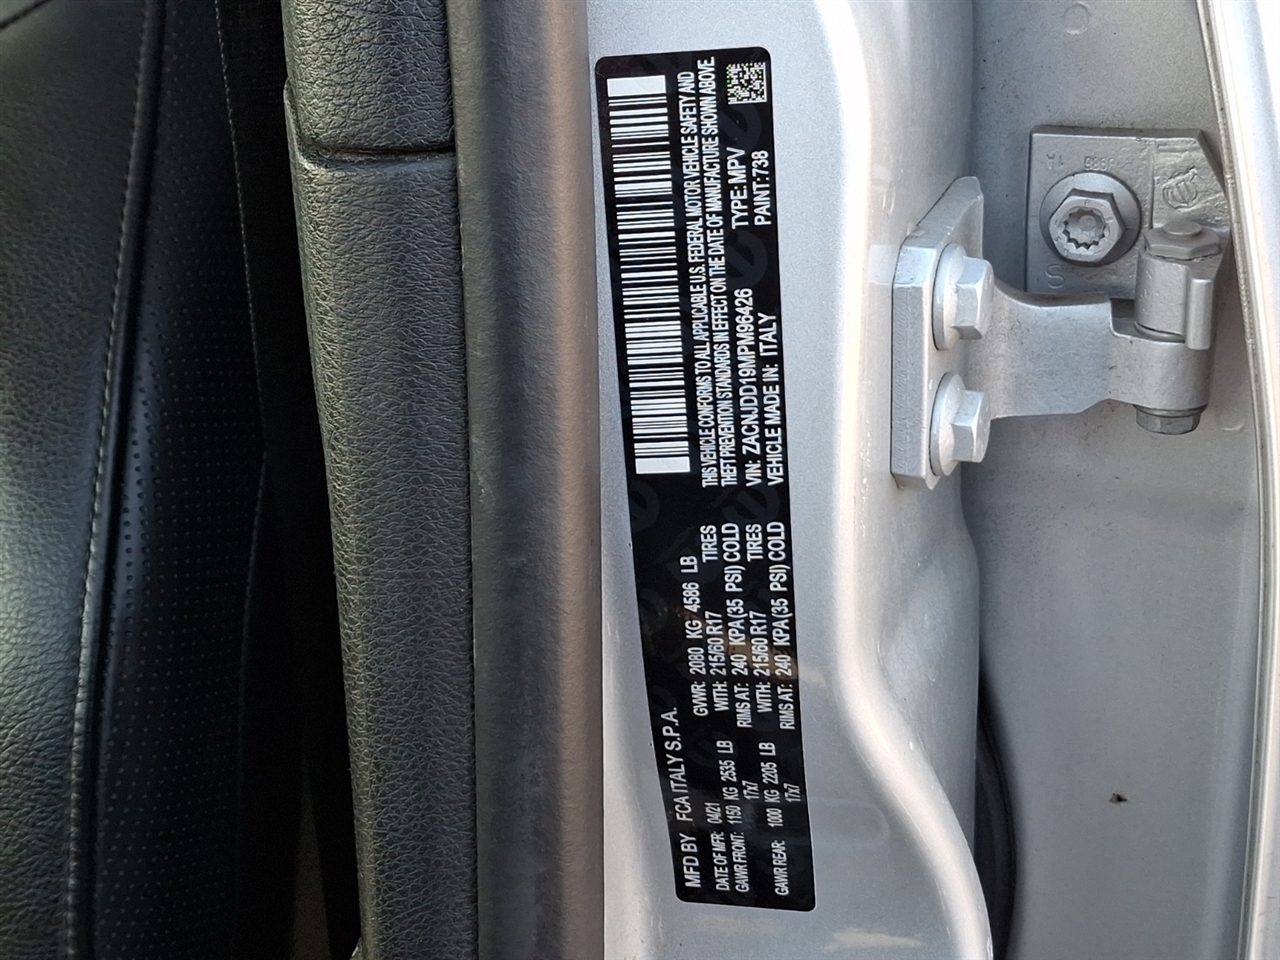 MFD BY FCA ITALY S.P.A.
DATE OF MFR: 04/21 GVWR: 2080 KG 4586 LB
GAWR FRONT: 1150 KG 2535 LB WITH: 215/60 R17 TIRES
17x7 RIMS AT: 240 KPA(35 PSI) COLD
GAWR REAR: 1000 KG 2205 LB WITH: 215/60 R17 TIRES
17x7 RIMS AT: 240 KPA(35 PSI) COLD
THIS VEHICLE CONFORMS TO ALL APPLICABLE U.S. FEDERAL MOTOR VEHICLE SAFETY AND
THEFT PREVENTION STANDARDS IN EFFECT ON THE DATE OF MANUFACTURE SHOWN ABOVE.
VIN: ZACNJDD19MPM96426 TYPE: MPV
VEHICLE MADE IN: ITALY PAINT:738
S